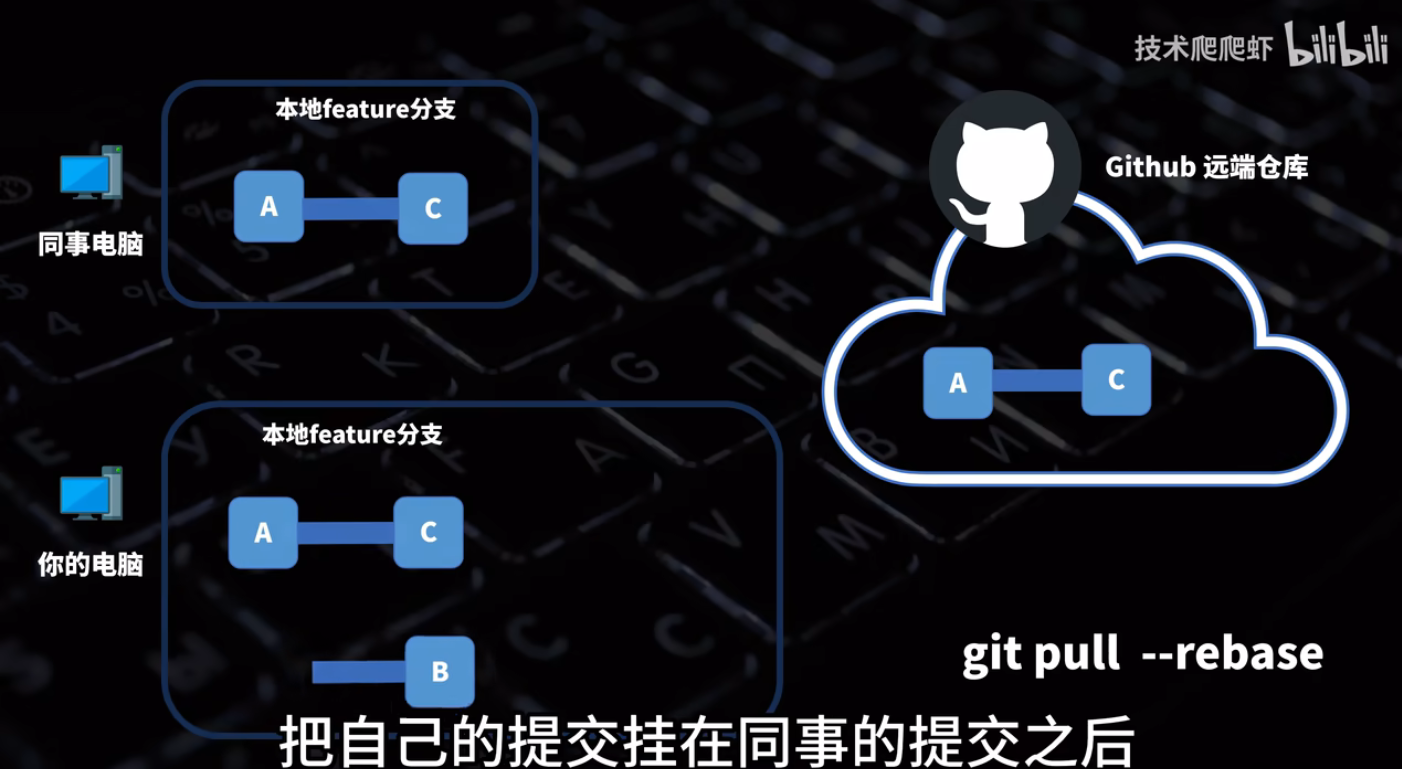 技术爬爬虾 bilibili
本地feature分支
A C
同事电脑
Github 远端仓库
A C
本地feature分支
A C
你的电脑
B
git pull --rebase
把自己的提交挂在同事的提交之后